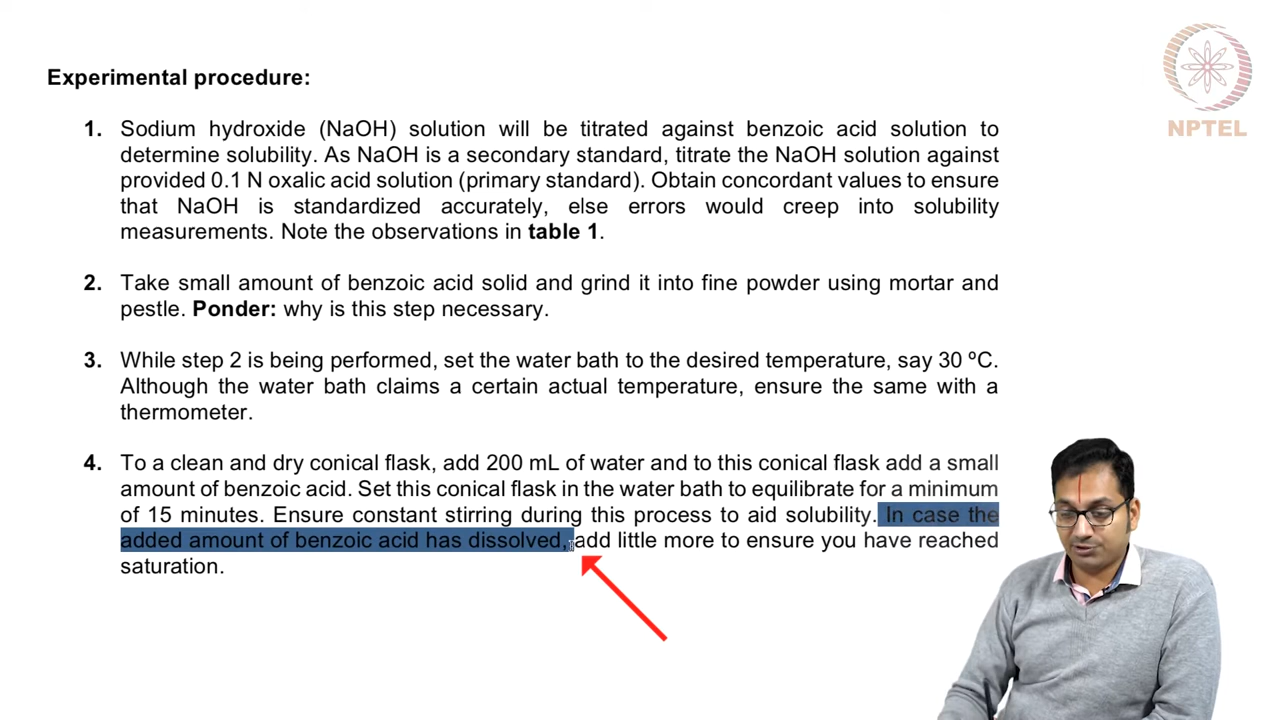 NPTEL
Experimental procedure:
1. Sodium hydroxide (NaOH) solution will be titrated against benzoic acid solution to
determine solubility. As NaOH is a secondary standard, titrate the NaOH solution against
provided 0.1 N oxalic acid solution (primary standard). Obtain concordant values to ensure
that NaOH is standardized accurately, else errors would creep into solubility
measurements. Note the observations in table 1.
2. Take small amount of benzoic acid solid and grind it into fine powder using mortar and
pestle. Ponder: why is this step necessary.
3. While step 2 is being performed, set the water bath to the desired temperature, say 30 ºC.
Although the water bath claims a certain actual temperature, ensure the same with a
thermometer.
4. To a clean and dry conical flask, add 200 mL of water and to this conical flask add a small
amount of benzoic acid. Set this conical flask in the water bath to equilibrate for a minimum
of 15 minutes. Ensure constant stirring during this process to aid solubility. In case the
added amount of benzoic acid has dissolved, add little more to ensure you have reached
saturation.